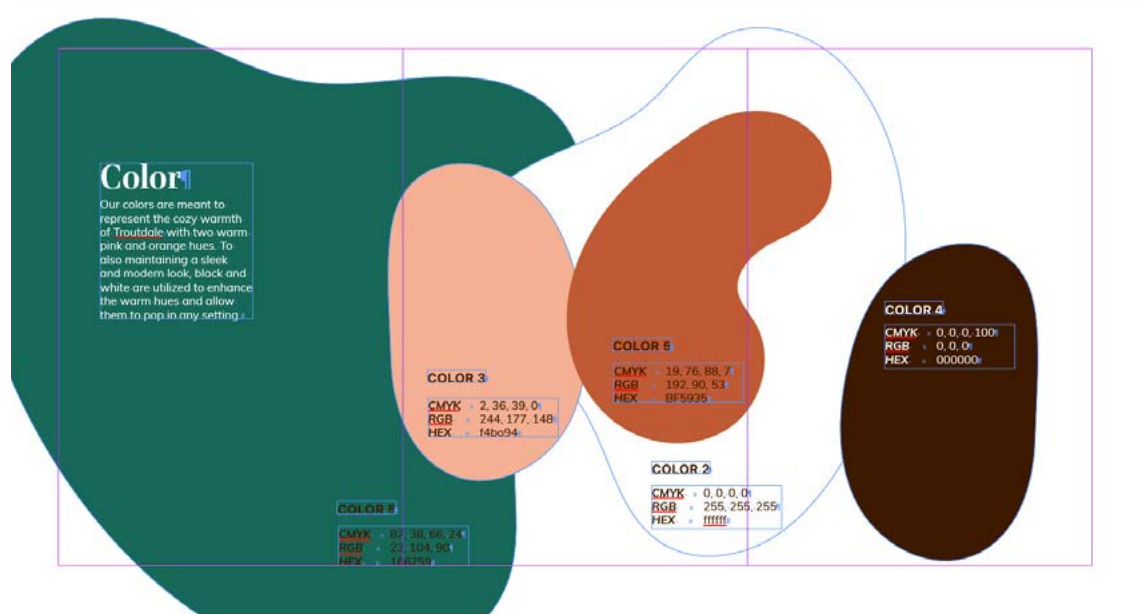 Color
Our colors are meant to
represent the cozy warmth
of Troutdale with two warm
pink and orange hues. To
also maintaining a sleek
and modern look, black and
white are utilized to enhance
the warm hues and allow
them to pop in any setting.
COLOR 3
CMYK 2, 36, 39, 0
RGB 244, 177, 148
HEX f4bo94
COLOR 5
CMYK 19, 76, 88, 7
RGB 192, 90, 53
HEX BF5935
COLOR 4
CMYK 0, 0, 0, 100
RGB 0, 0, 0
HEX 000000
COLOR 2
CMYK 0, 0, 0, 0
RGB 255, 255, 255
HEX ffffff
COLOR 5
CMYK 87, 38, 66, 24
RGB 23, 104, 90
HEX 166759